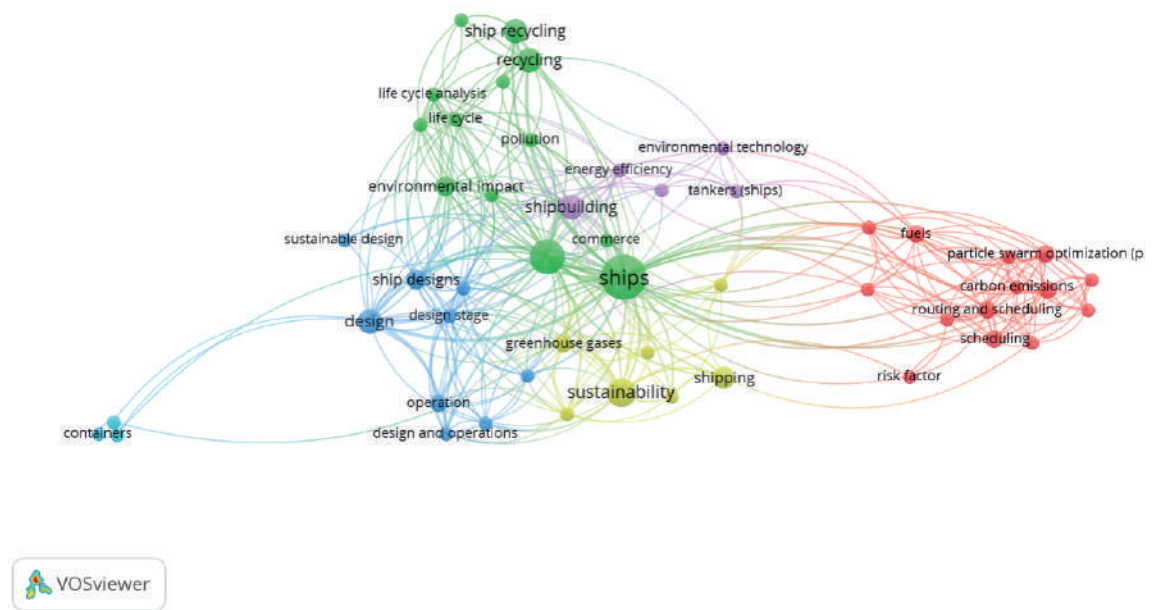 ship recycling
recycling
life cycle analysis
life cycle
pollution
environmental technology
energy efficiency
environmental impact
tankers (ships)
shipbuilding
sustainable design
commerce
fuels
particle swarm optimization (p
ship designs
ships
carbon emissions
routing and scheduling
design stage
design
scheduling
greenhouse gases
risk factor
shipping
sustainability
operation
containers
design and operations
VOSviewer